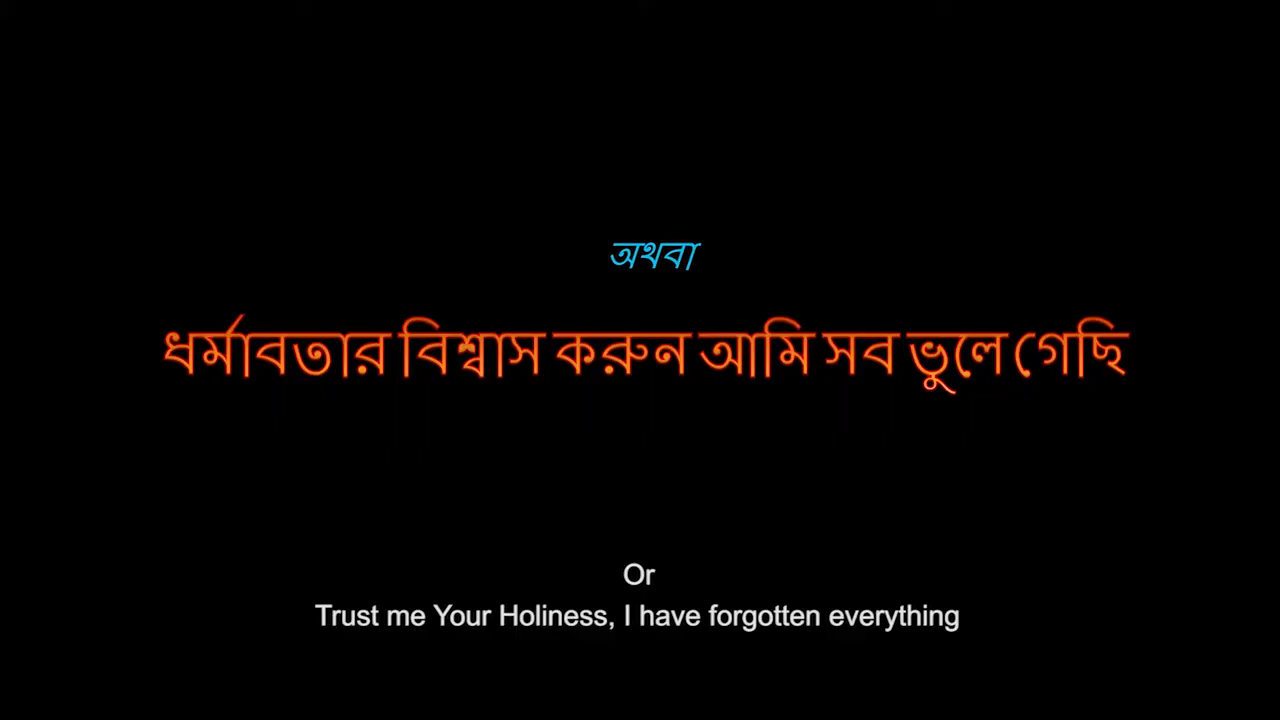 অথবা
ধর্মাবতার বিশ্বাস করুন আমি সব ভুলে গেছি
Or
Trust me Your Holiness, I have forgotten everything